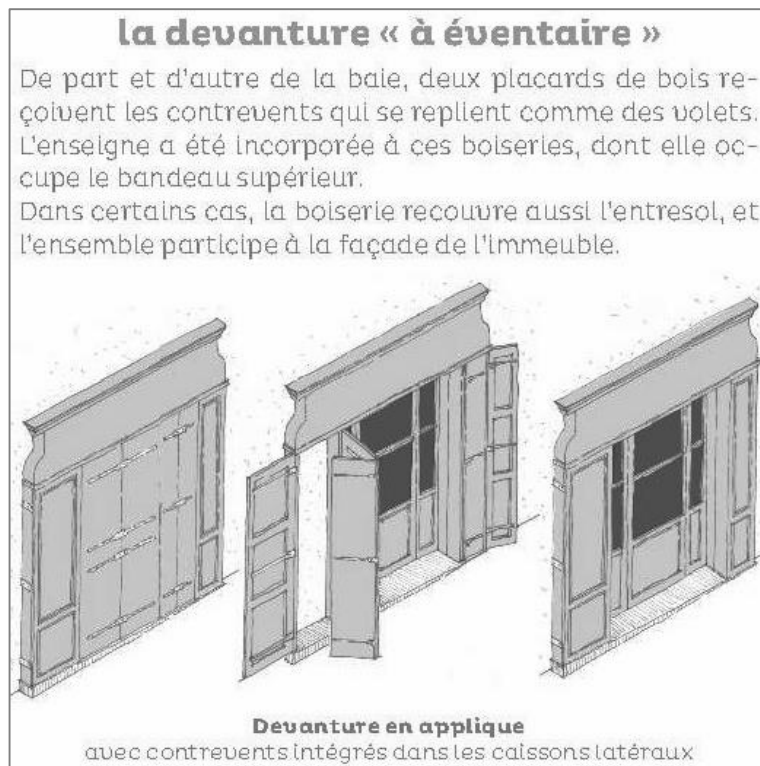 la devanture « à éventaire »
De part et d'autre de la baie, deux placards de bois re-
çoivent les contrevents qui se replient comme des volets.
L'enseigne a été incorporée à ces boiseries, dont elle oc-
cupe le bandeau supérieur.
Dans certains cas, la boiserie recouvre aussi l'entresol, et
l'ensemble participe à la façade de l'immeuble.
Devanture en applique
avec contrevents intégrés dans les caissons latéraux